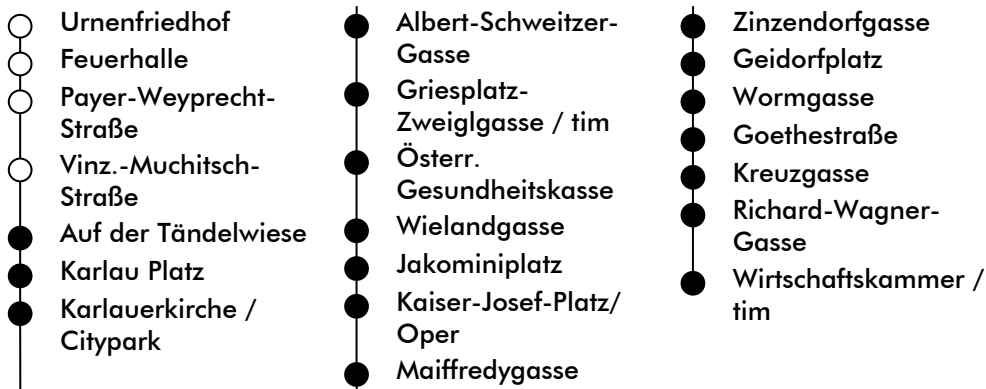 Urnenfriedhof
Feuerhalle
Payer-Weyprecht-
Straße
Vinz.-Muchitsch-
Straße
Auf der Tändelwiese
Karlau Platz
Karlauerkirche /
Citypark
Albert-Schweitzer-
Gasse
Griesplatz-
Zweiglgasse / tim
Österr.
Gesundheitskasse
Wielandgasse
Jakominiplatz
Kaiser-Josef-Platz/
Oper
Maiffredygasse
Zinzendorfgasse
Geidorfplatz
Wormgasse
Goethestraße
Kreuzgasse
Richard-Wagner-
Gasse
Wirtschaftskammer /
tim